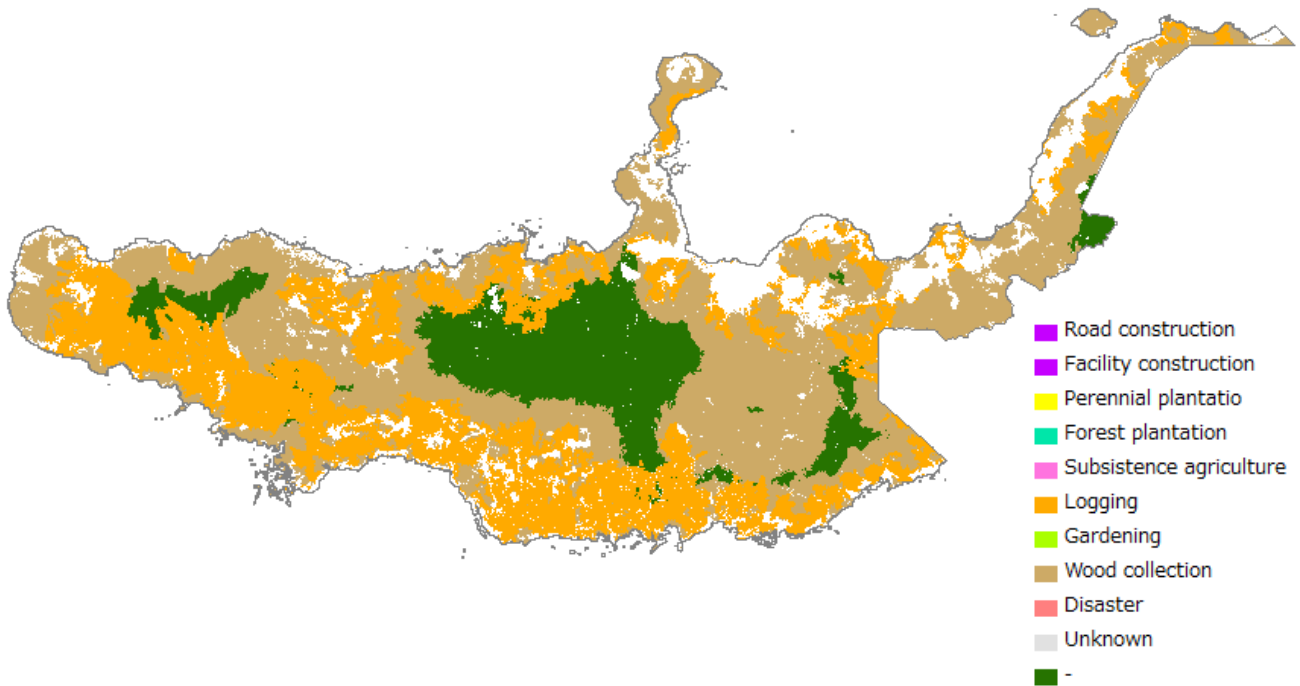 Road construction
Facility construction
Perennial plantatio
Forest plantation
Subsistence agriculture
Logging
Gardening
Wood collection
Disaster
Unknown
-